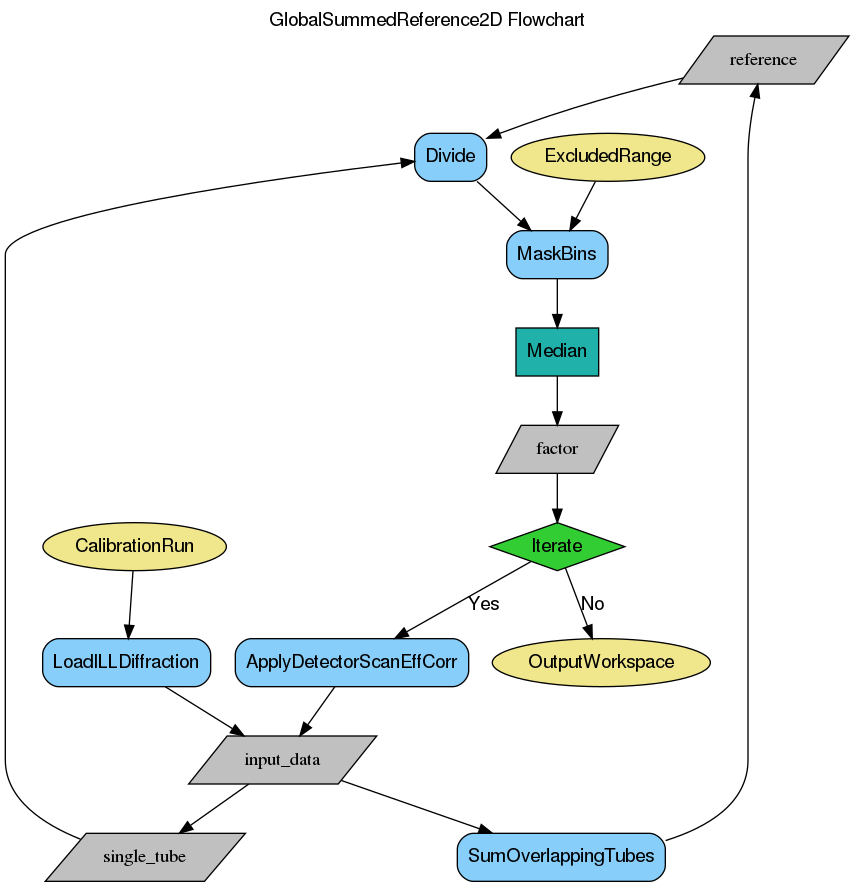 GlobalSummedReference2D Flowchart
reference
Divide
ExcludedRange
MaskBins
Median
factor
CalibrationRun
Iterate
Yes
No
LoadILLDiffraction
ApplyDetectorScanEffCorr
OutputWorkspace
input_data
single_tube
SumOverlappingTubes